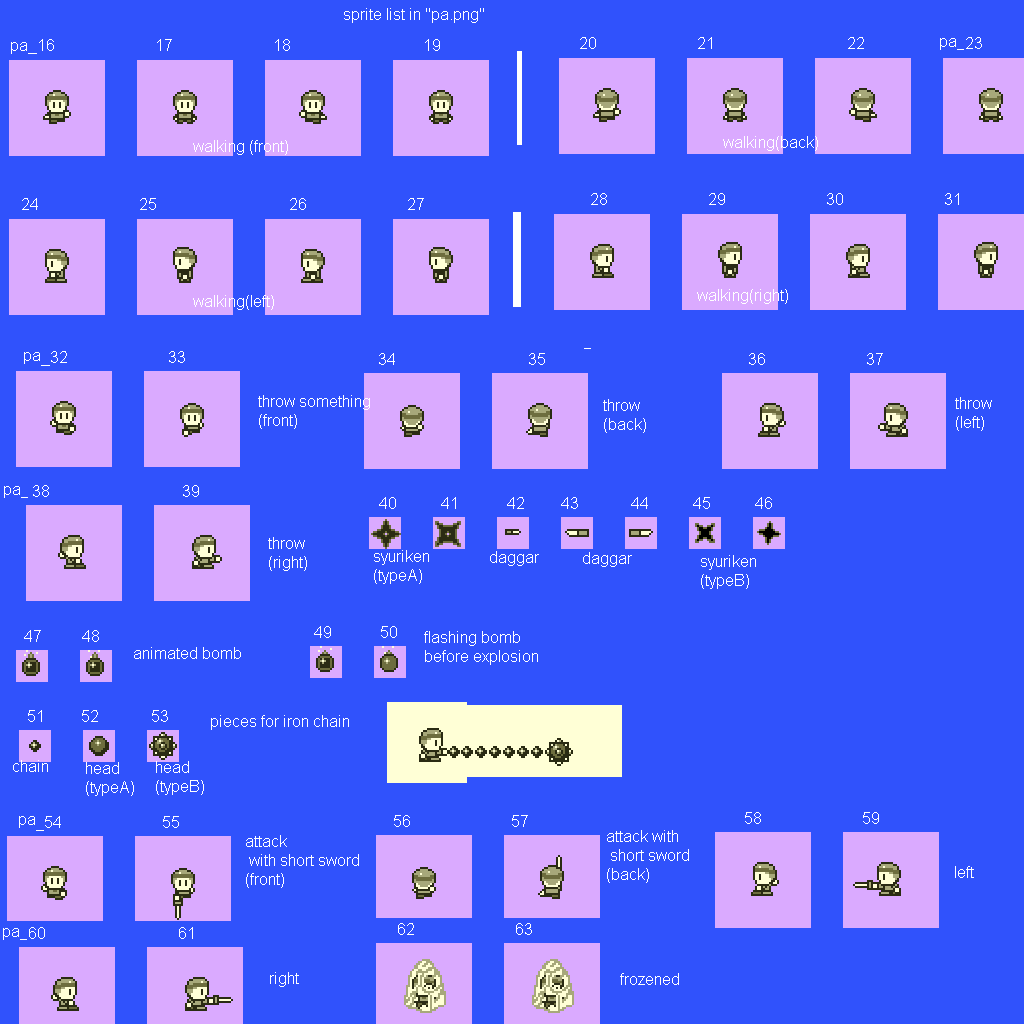 sprite list in "pa.png"
pa_16 17 18 19 20 21 22 pa_23
walking (front) walking(back)
24 25 26 27 28 29 30 31
walking(left) walking(right)
pa_32 33 34 35 36 37
throw something
(front)
throw
(back)
throw
(left)
pa_38 39 40 41 42 43 44 45 46
throw
(right)
syuriken
(typeA)
daggar
daggar
syuriken
(typeB)
47 48 49 50
animated bomb
flashing bomb
before explosion
51 52 53
pieces for iron chain
chain
head
(typeA)
head
(typeB)
pa_54 55 56 57 58 59
attack
with short sword
(front)
attack with
short sword
(back)
left
pa_60 61 62 63
right
frozened